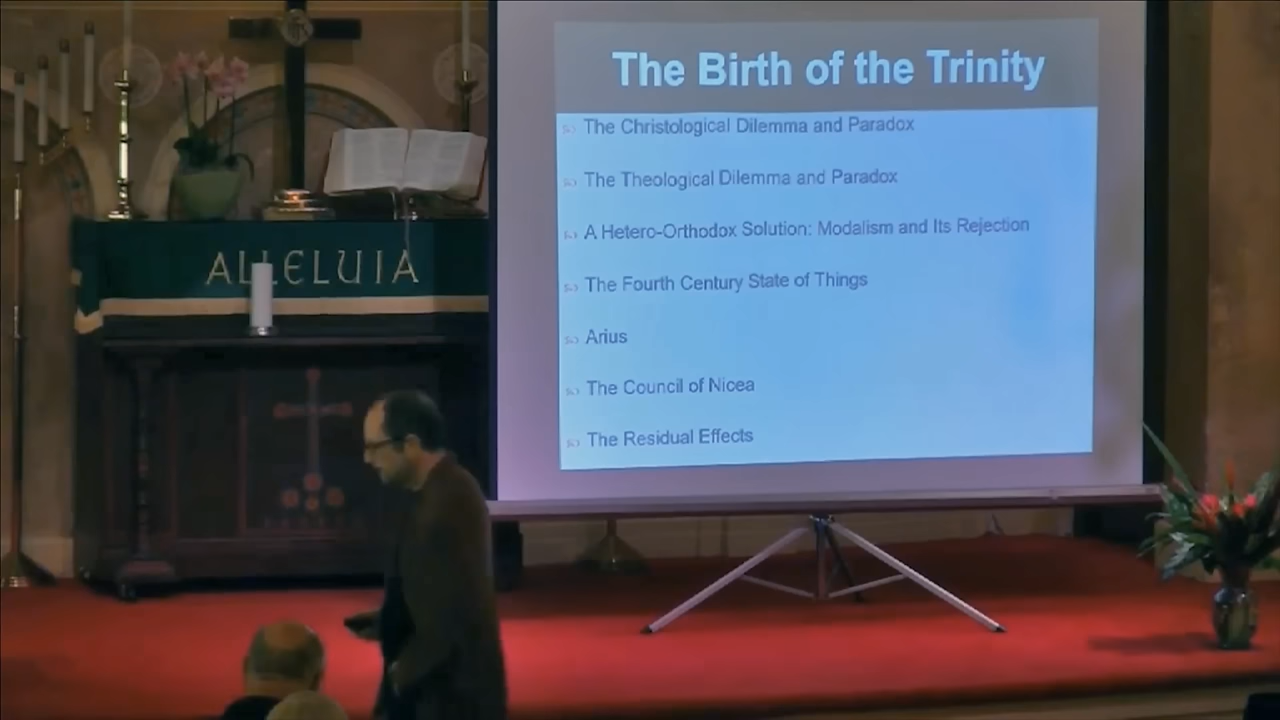 The Birth of the Trinity
The Christological Dilemma and Paradox
The Theological Dilemma and Paradox
A Hetero-Orthodox Solution: Modalism and Its Rejection
The Fourth Century State of Things
Arius
The Council of Nicea
The Residual Effects
ALLELUIA